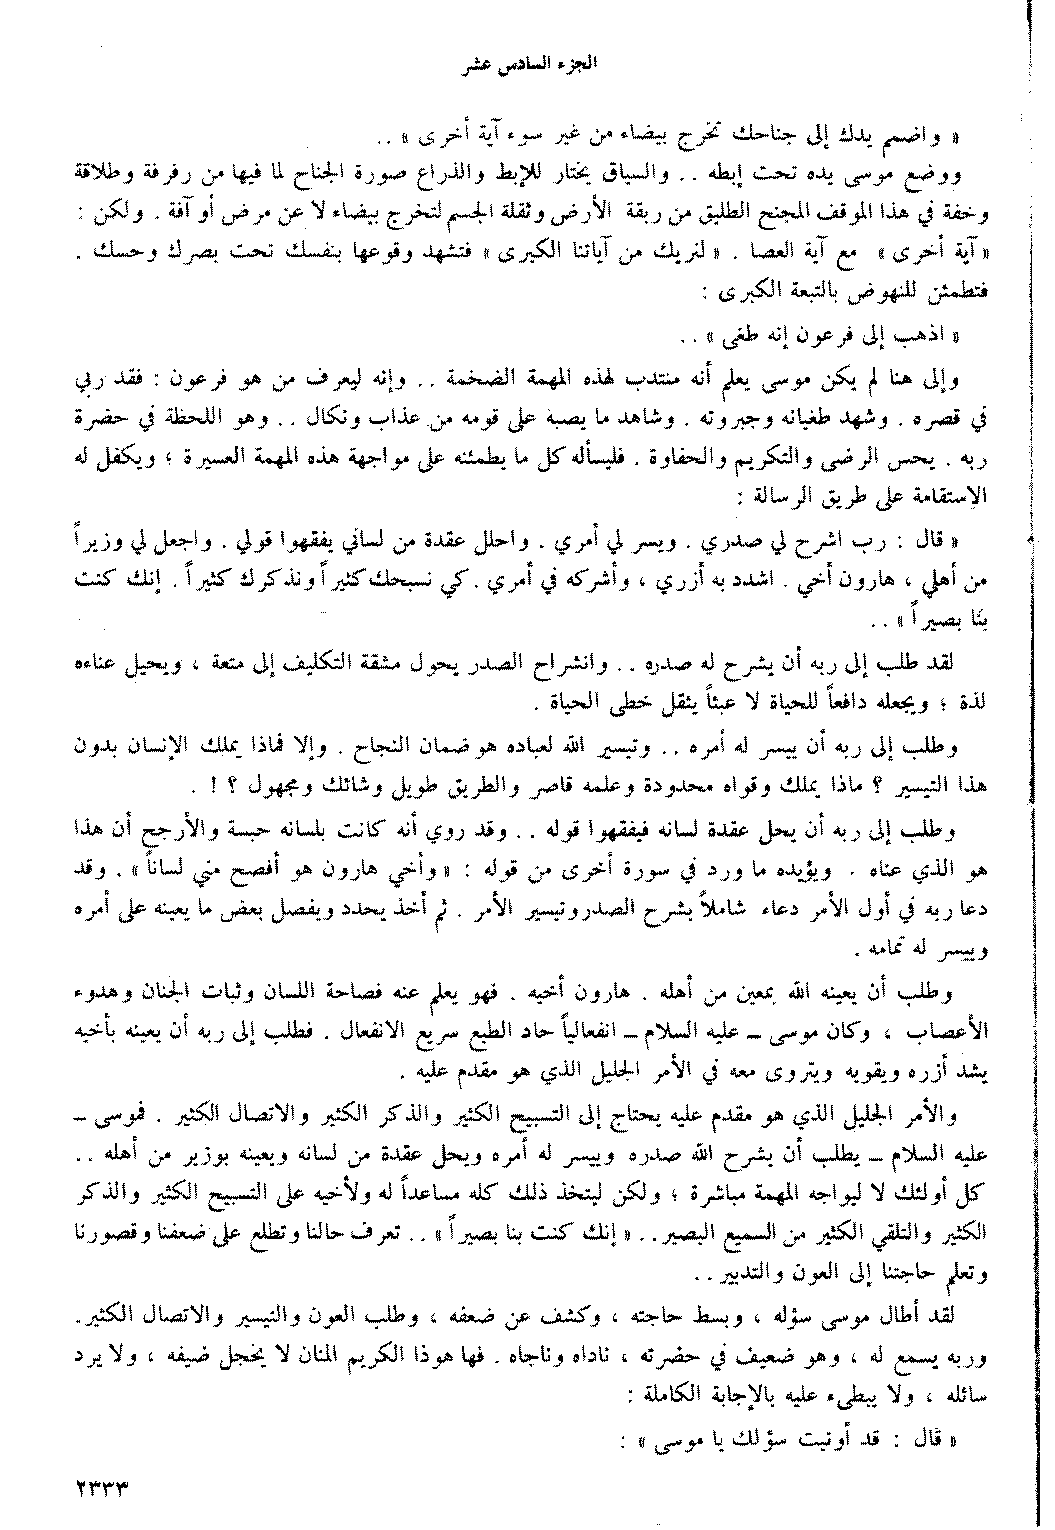 الجزء السادس عشر
« واضمم يدك إلى جناحك تخرج بيضاء من غير سوء آية أخرى » ..
ووضع موسى يده تحت إبطه .. والسياق يختار للإبط والذراع صورة الجناح لما فيها من رفرفة وطلاقة
وخفة في هذا الموقف المجنح الطليق من ربقة الأرض وثقلة الجسم لتخرج بيضاء لا عن مرض أو آفة . ولكن :
« آية أخرى » مع آية العصا . « لنريك من آياتنا الكبرى » فتشهد وقوعها بنفسك تحت بصرك وحسك .
فتطمئن للنهوض بالتبعة الكبرى :
« اذهب إلى فرعون إنه طغى » ..
وإلى هنا لم يكن موسى يعلم أنه منتدب لهذه المهمة الضخمة .. وإنه ليعرف من هو فرعون : فقد ربي
في قصره . وشهد طغيانه وجبروته . وشاهد ما يصبه على قومه من عذاب ونكال .. وهو اللحظة في حضرة
ربه . يحس الرضى والتكريم والحفاوة . فليسأله كل ما يطمئنه على مواجهة هذه المهمة العسيرة ؛ ويكفل له
الاستقامة على طريق الرسالة :
« قال : رب اشرح لي صدري . ويسر لي أمري . واحلل عقدة من لساني يفقهوا قولي . واجعل لي وزيراً
من أهلي ، هارون أخي . اشدد به أزري ، وأشركه في أمري . كي نسبحك كثيراً ونذكرك كثيراً . إنك كنت
بنا بصيراً » ..
لقد طلب إلى ربه أن يشرح له صدره .. وانشراح الصدر يحول مشقة التكليف إلى متعة ، ويحيل عناءه
لذة ؛ ويجعله دافعاً للحياة لا عبئاً يثقل خطى الحياة .
وطلب إلى ربه أن ييسر له أمره .. وتيسير الله لعباده هو ضمان النجاح . وإلا فماذا يملك الإنسان بدون
هذا التيسير ؟ ماذا يملك وقواه محدودة وعلمه قاصر والطريق طويل وشائك ومجهول ؟ ! .
وطلب إلى ربه أن يحل عقدة لسانه فيفقهوا قوله .. وقد روي أنه كانت بلسانه حبسة والأرجح أن هذا
هو الذي عناه . ويؤيده ما ورد في سورة أخرى من قوله : « وأخي هارون هو أفصح مني لساناً » . وقد
دعا ربه في أول الأمر دعاء شاملاً بشرح الصدر وتيسير الأمر . ثم أخذ يحدد ويفصل بعض ما يعينه على أمره
وييسر له تمامه .
وطلب أن يعينه الله بمعين من أهله . هارون أخيه . فهو يعلم عنه فصاحة اللسان وثبات الجنان وهدوء
الأعصاب ، وكان موسى ــ عليه السلام ــ انفعالياً حاد الطبع سريع الانفعال . فطلب إلى ربه أن يعينه بأخيه
يشد أزره ويقويه ويتروى معه في الأمر الجليل الذي هو مقدم عليه .
والأمر الجليل الذي هو مقدم عليه يحتاج إلى التسبيح الكثير والذكر الكثير والاتصال الكثير . فموسى ــ
عليه السلام ــ يطلب أن يشرح الله صدره وييسر له أمره ويحل عقدة من لسانه ويعينه بوزير من أهله ..
كل أولئك لا ليواجه المهمة مباشرة ؛ ولكن ليتخذ ذلك كله مساعداً له ولأخيه على التسبيح الكثير والذكر
الكثير والتلقي الكثير من السميع البصير .. « إنك كنت بنا بصيراً » .. تعرف حالنا وتطلع على ضعفنا وقصورنا
وتعلم حاجتنا إلى العون والتدبير ..
لقد أطال موسى سؤله ، وبسط حاجته ، وكشف عن ضعفه ، وطلب العون والتيسير والاتصال الكثير .
وربه يسمع له ، وهو ضعيف في حضرته ، ناداه وناجاه . فها هوذا الكريم المنان لا يخجل ضيفه ، ولا يرد
سائله ، ولا يبطىء عليه بالإجابة الكاملة :
« قال : قد أوتيت سؤلك يا موسى » :
٢٣٣٣